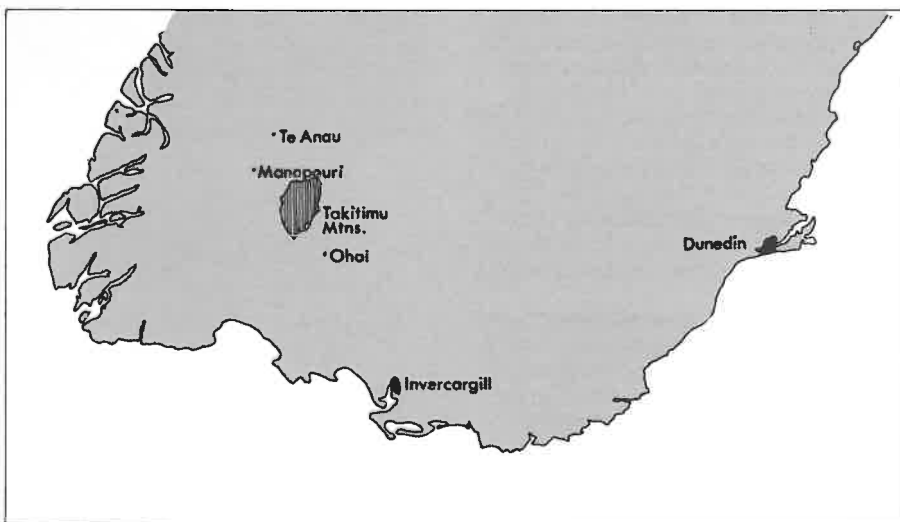 Te Anau
Manapouri
Takitimu
Mtns.
Ohai
Dunedin
Invercargill